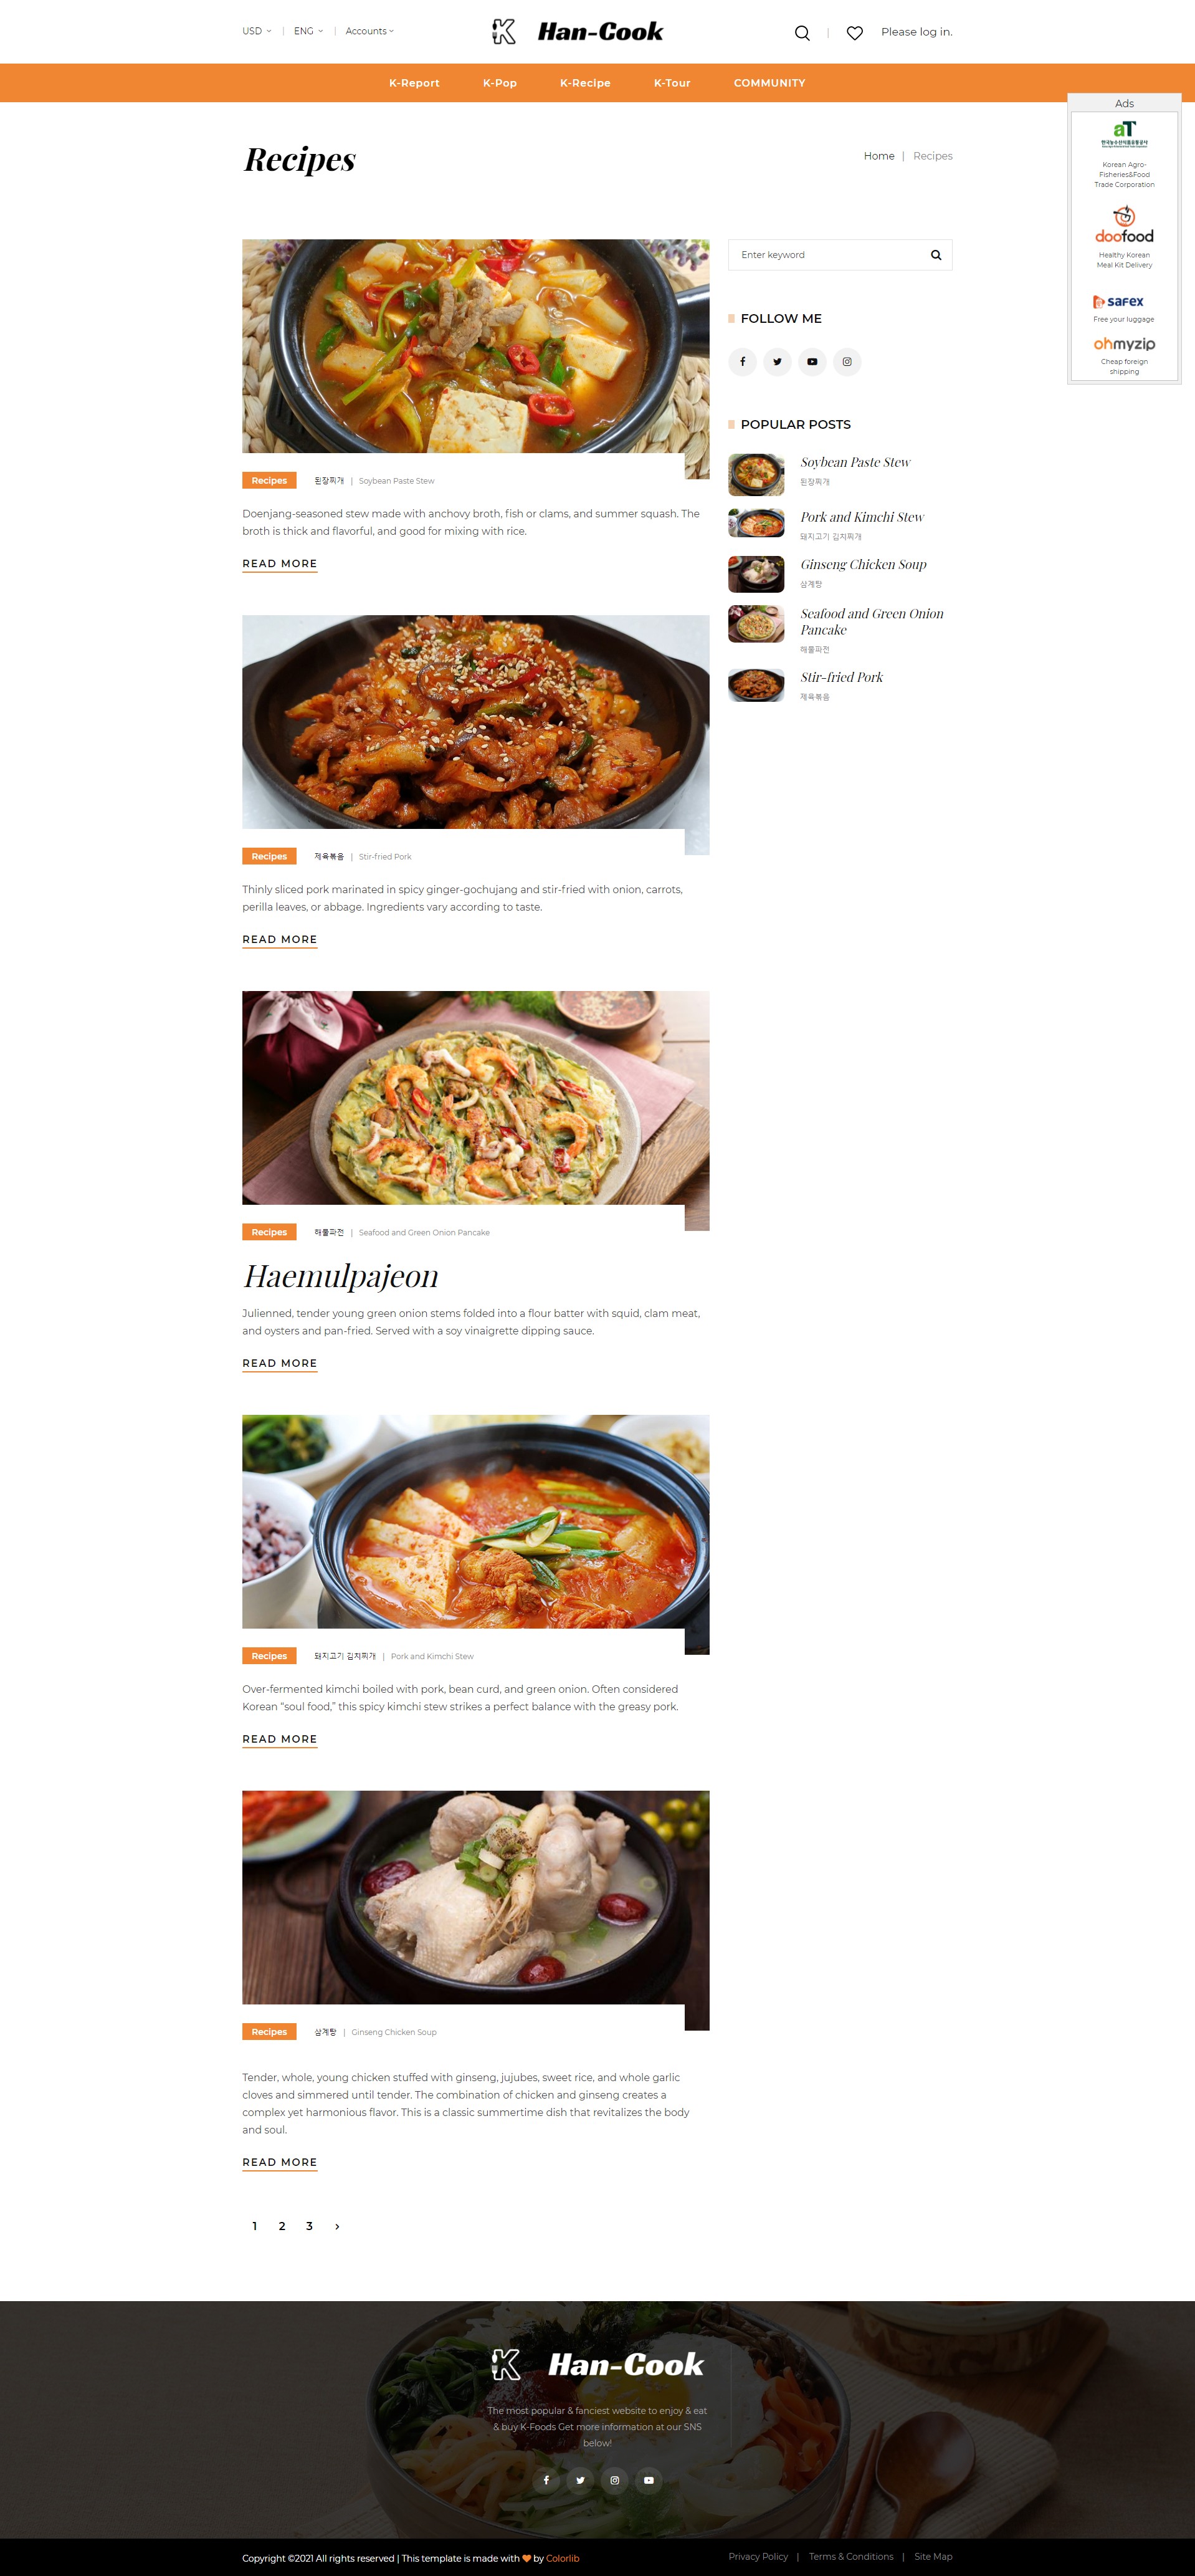 USD | ENG | Accounts
Han-Cook
| Please log in.
K-Report K-Pop K-Recipe K-Tour COMMUNITY
Ads
aT
한국농수산식품유통공사
Korean Agro-
Fisheries&Food
Trade Corporation
doofood
Healthy Korean
Meal Kit Delivery
SAFEX
Free your luggage
ohmyzip
Cheap foreign
shipping
Recipes
Home | Recipes
Recipes 된장찌개 | Soybean Paste Stew
Doenjang-seasoned stew made with anchovy broth, fish or clams, and summer squash. The
broth is thick and flavorful, and good for mixing with rice.
READ MORE
Recipes 제육볶음 | Stir-fried Pork
Thinly sliced pork marinated in spicy ginger-gochujang and stir-fried with onion, carrots,
perilla leaves, or abbage. Ingredients vary according to taste.
READ MORE
Recipes 해물파전 | Seafood and Green Onion Pancake
Haemulpajeon
Julienned, tender young green onion stems folded into a flour batter with squid, clam meat,
and oysters and pan-fried. Served with a soy vinaigrette dipping sauce.
READ MORE
Recipes 돼지고기 김치찌개 | Pork and Kimchi Stew
Over-fermented kimchi boiled with pork, bean curd, and green onion. Often considered
Korean “soul food,” this spicy kimchi stew strikes a perfect balance with the greasy pork.
READ MORE
Recipes 삼계탕 | Ginseng Chicken Soup
Tender, whole, young chicken stuffed with ginseng, jujubes, sweet rice, and whole garlic
cloves and simmered until tender. The combination of chicken and ginseng creates a
complex yet harmonious flavor. This is a classic summertime dish that revitalizes the body
and soul.
READ MORE
1 2 3 >
Enter keyword
FOLLOW ME
POPULAR POSTS
Soybean Paste Stew
된장찌개
Pork and Kimchi Stew
돼지고기 김치찌개
Ginseng Chicken Soup
삼계탕
Seafood and Green Onion
Pancake
해물파전
Stir-fried Pork
제육볶음
Han-Cook
The most popular & fanciest website to enjoy & eat
& buy K-Foods Get more information at our SNS
below!
Copyright ©2021 All rights reserved | This template is made with ♥ by Colorlib
Privacy Policy | Terms & Conditions | Site Map